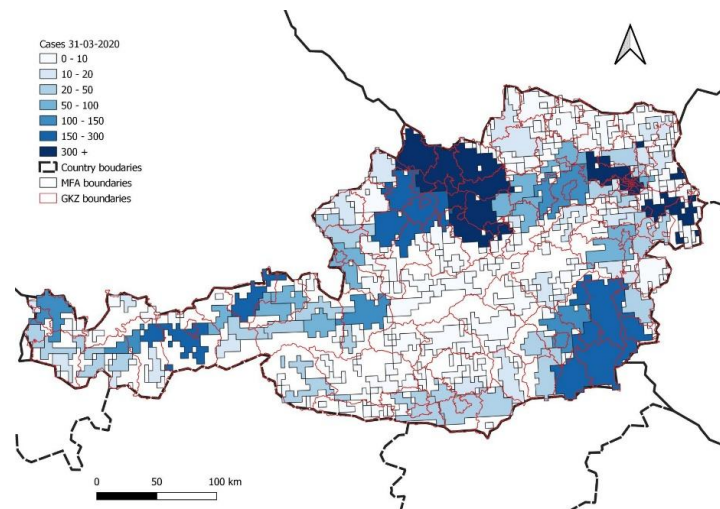 Cases 31-03-2020
0 - 10
10 - 20
20 - 50
50 - 100
100 - 150
150 - 300
300 +
Country boudaries
MFA boundaries
GKZ boundaries
0 50 100 km